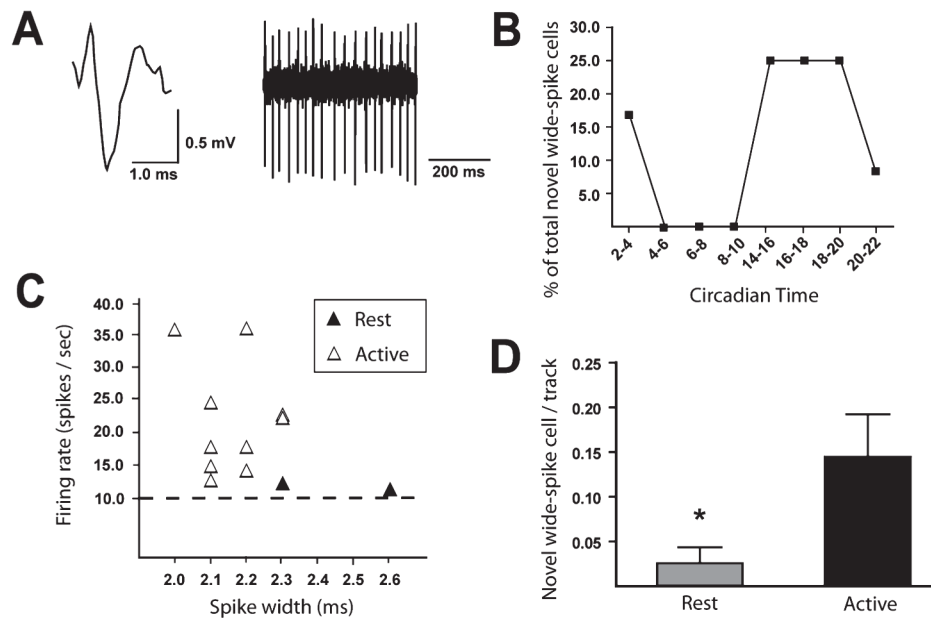 A
0.5 mV
1.0 ms
200 ms
B
% of total novel wide-spike cells
30.0
25.0
20.0
15.0
10.0
5.0
2-4
4-6
6-8
8-10
14-16
16-18
18-20
20-22
Circadian Time
C
Firing rate (spikes / sec)
40.0
35.0
30.0
25.0
20.0
15.0
10.0
Rest
Active
2.0
2.1
2.2
2.3
2.4
2.5
2.6
Spike width (ms)
D
Novel wide-spike cell / track
0.25
0.20
0.15
0.10
0.05
*
Rest
Active